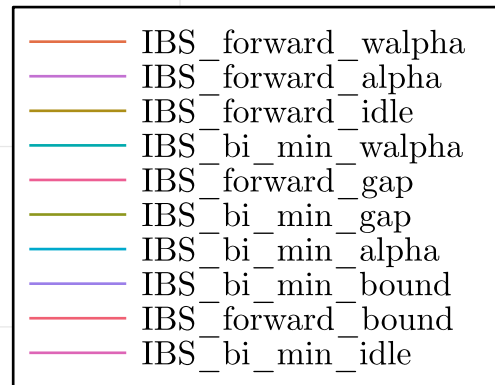 IBS_forward_walpha
IBS_forward_alpha
IBS_forward_idle
IBS_bi_min_walpha
IBS_forward_gap
IBS_bi_min_gap
IBS_bi_min_alpha
IBS_bi_min_bound
IBS_forward_bound
IBS_bi_min_idle